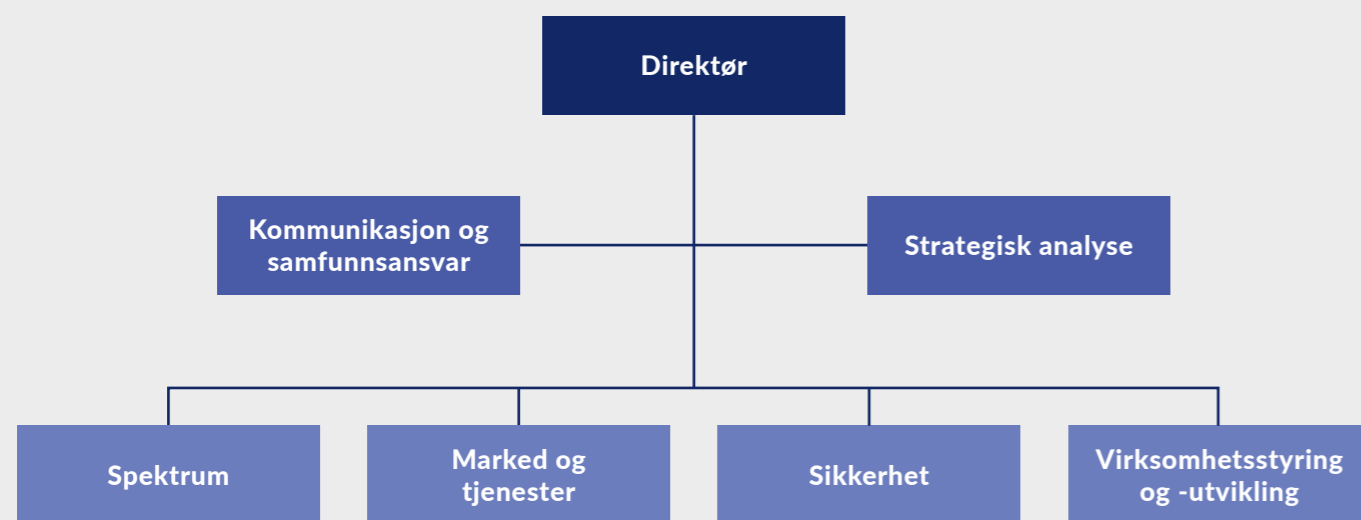 Direktør
Kommunikasjon og
samfunnsansvar
Strategisk analyse
Spektrum
Marked og
tjenester
Sikkerhet
Virksomhetsstyring
og -utvikling